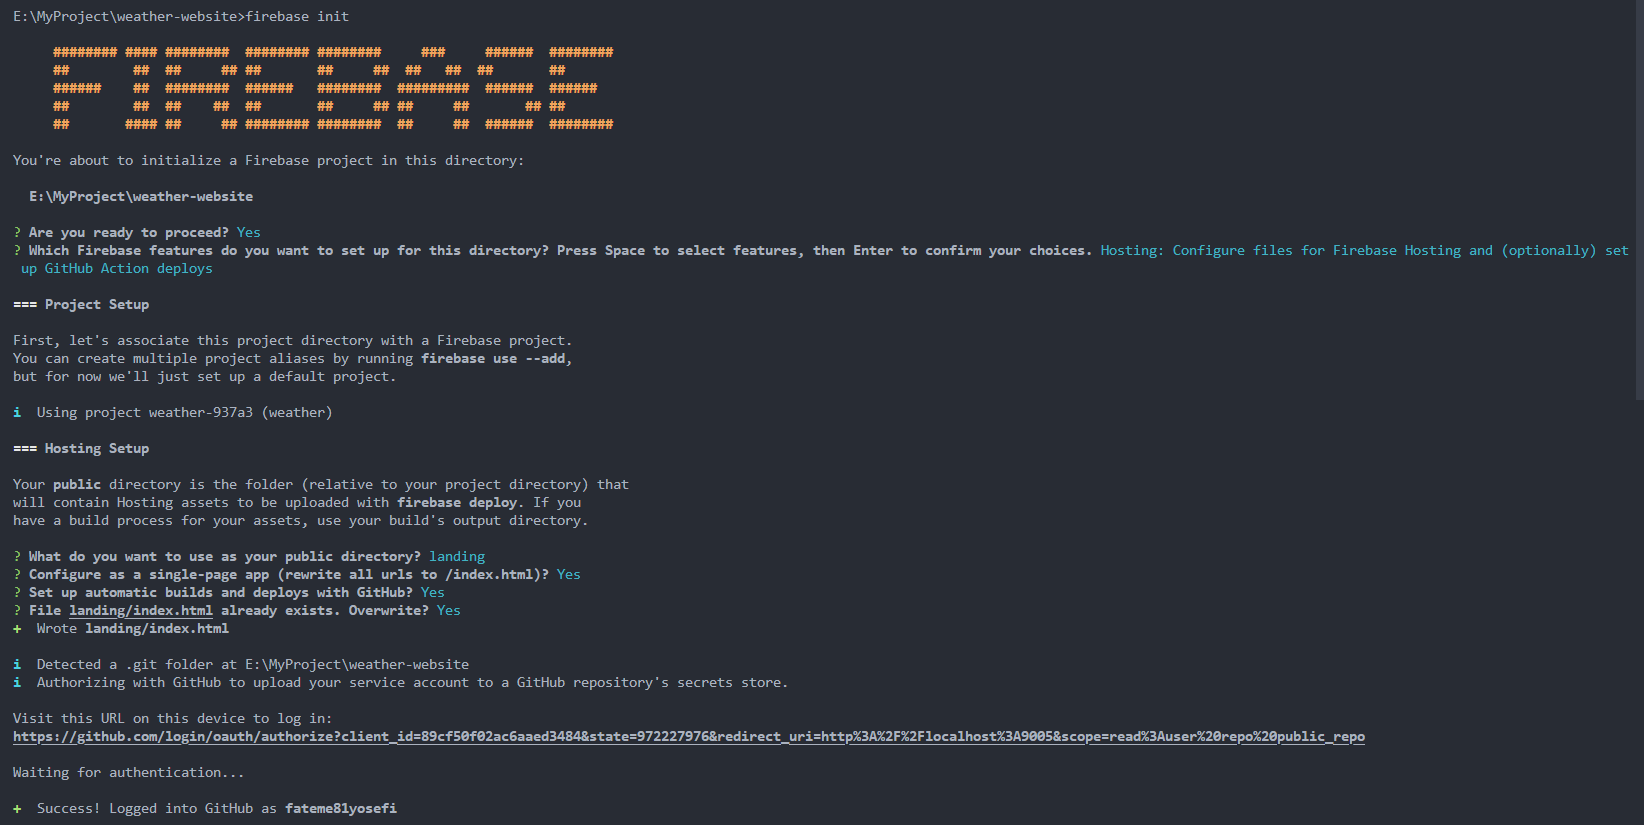 E:\MyProject\weather-website>firebase init
######## #### ########  ######## ########     ###     ######  ########
##        ##  ##     ## ##       ##     ##  ##   ##  ##       ##
######    ##  ########  ######   ########  #########  ######  ######
##        ##  ##    ##  ##       ##     ## ##     ##       ## ##
##       #### ##     ## ######## ########  ##     ##  ######  ########
You're about to initialize a Firebase project in this directory:
E:\MyProject\weather-website
? Are you ready to proceed? Yes
? Which Firebase features do you want to set up for this directory? Press Space to select features, then Enter to confirm your choices. Hosting: Configure files for Firebase Hosting and (optionally) set
up GitHub Action deploys
=== Project Setup
First, let's associate this project directory with a Firebase project.
You can create multiple project aliases by running firebase use --add,
but for now we'll just set up a default project.
i  Using project weather-937a3 (weather)
=== Hosting Setup
Your public directory is the folder (relative to your project directory) that
will contain Hosting assets to be uploaded with firebase deploy. If you
have a build process for your assets, use your build's output directory.
? What do you want to use as your public directory? landing
? Configure as a single-page app (rewrite all urls to /index.html)? Yes
? Set up automatic builds and deploys with GitHub? Yes
? File landing/index.html already exists. Overwrite? Yes
+  Wrote landing/index.html
i  Detected a .git folder at E:\MyProject\weather-website
i  Authorizing with GitHub to upload your service account to a GitHub repository's secrets store.
Visit this URL on this device to log in:
https://github.com/login/oauth/authorize?client_id=89cf50f02ac6aaed3484&state=972227976&redirect_uri=http%3A%2F%2Flocalhost%3A9005&scope=read%3Auser%20repo%20public_repo
Waiting for authentication...
+  Success! Logged into GitHub as fateme81yosefi